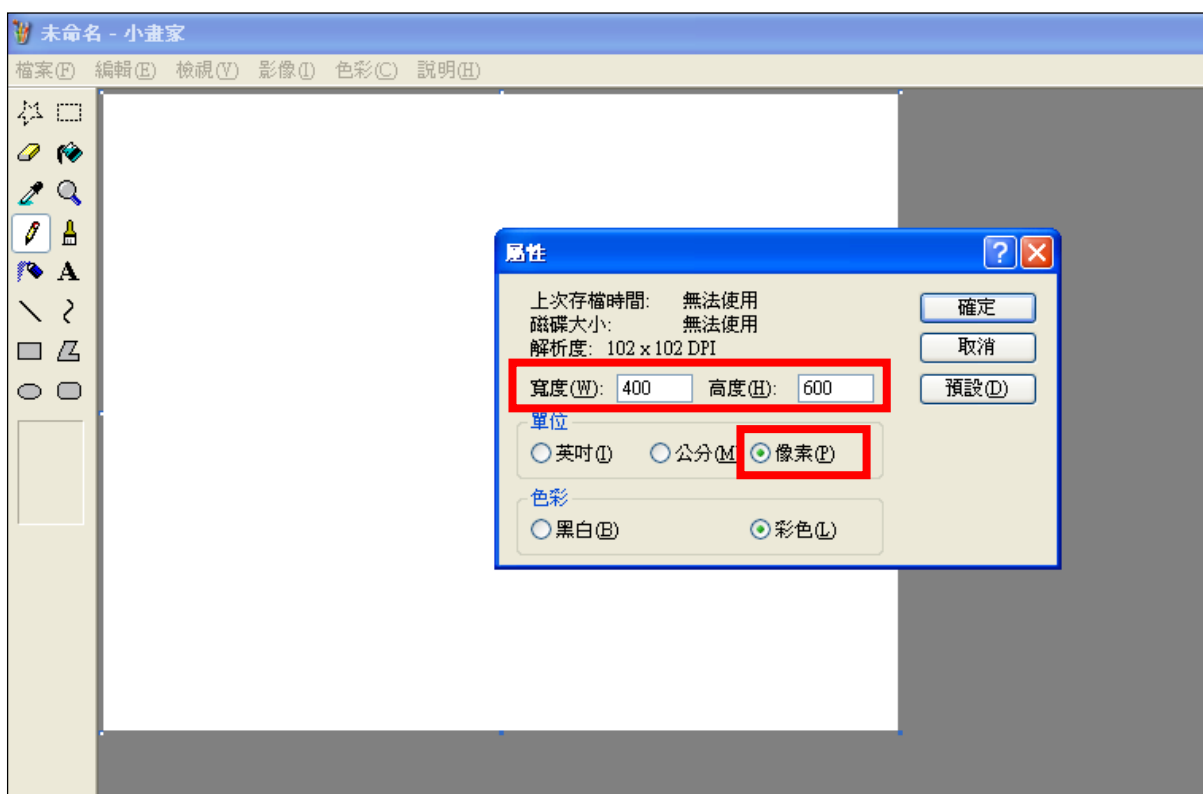 未命名 - 小畫家
檔案(F) 編輯(E) 檢視(V) 影像(I) 色彩(C) 說明(H)
A
屬性
上次存檔時間: 無法使用
磁碟大小: 無法使用
解析度: 102 x 102 DPI
寬度(W): 400 高度(H): 600
單位
英吋(I) 公分(M 像素(P)
色彩
黑白(B) 彩色(L)
確定
取消
預設(D)